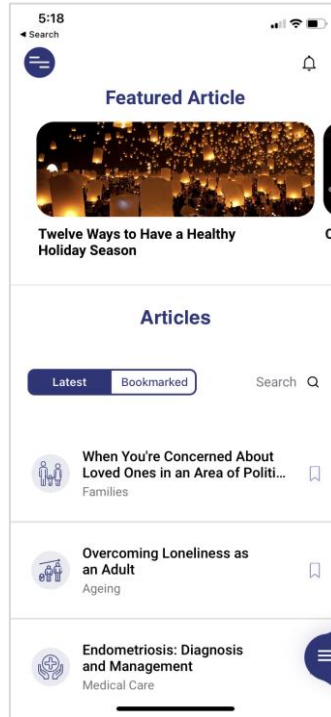 5:18
◀ Search
Featured Article
Twelve Ways to Have a Healthy
Holiday Season
Articles
Latest
Bookmarked
Search
When You're Concerned About
Loved Ones in an Area of Politi...
Families
Overcoming Loneliness as
an Adult
Ageing
Endometriosis: Diagnosis
and Management
Medical Care